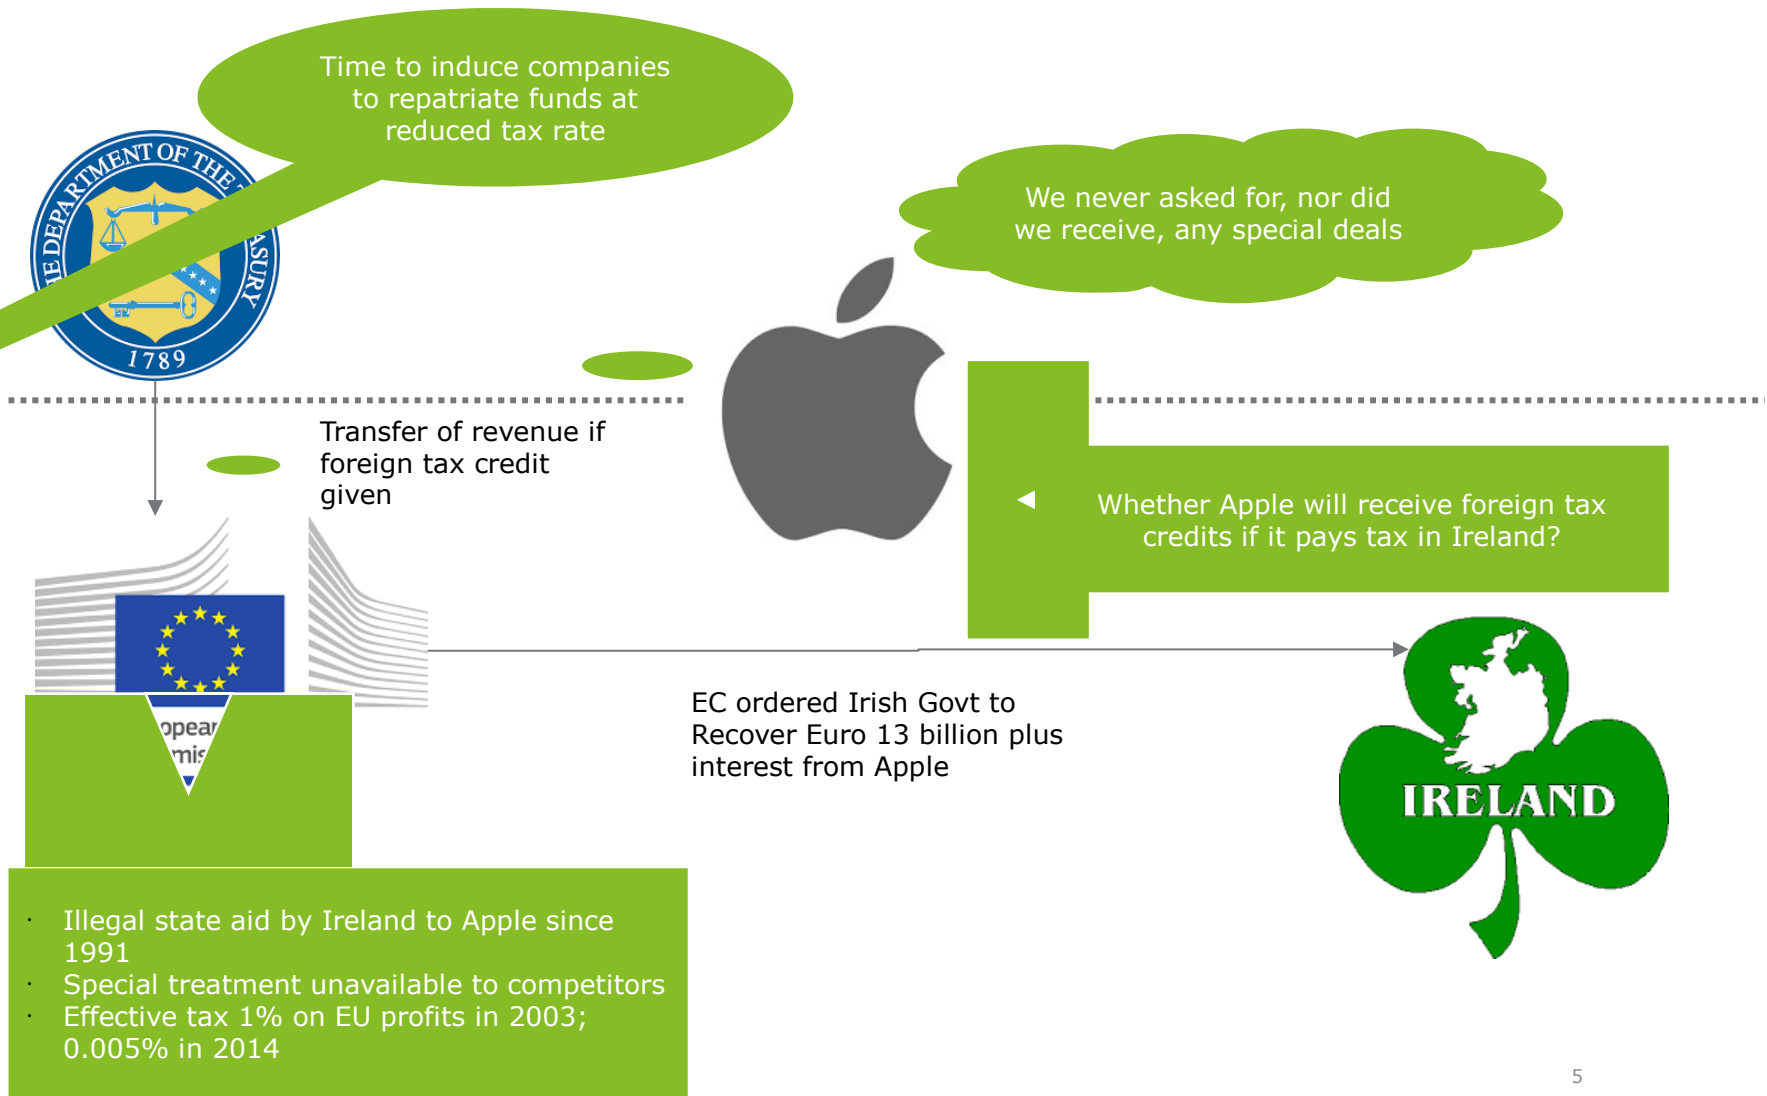 Time to induce companies
to repatriate funds at
reduced tax rate
We never asked for, nor did
we receive, any special deals
1789
Transfer of revenue if
foreign tax credit
given
Whether Apple will receive foreign tax
credits if it pays tax in Ireland?
EC ordered Irish Govt to
Recover Euro 13 billion plus
interest from Apple
IRELAND
· Illegal state aid by Ireland to Apple since
1991
· Special treatment unavailable to competitors
· Effective tax 1% on EU profits in 2003;
0.005% in 2014
5